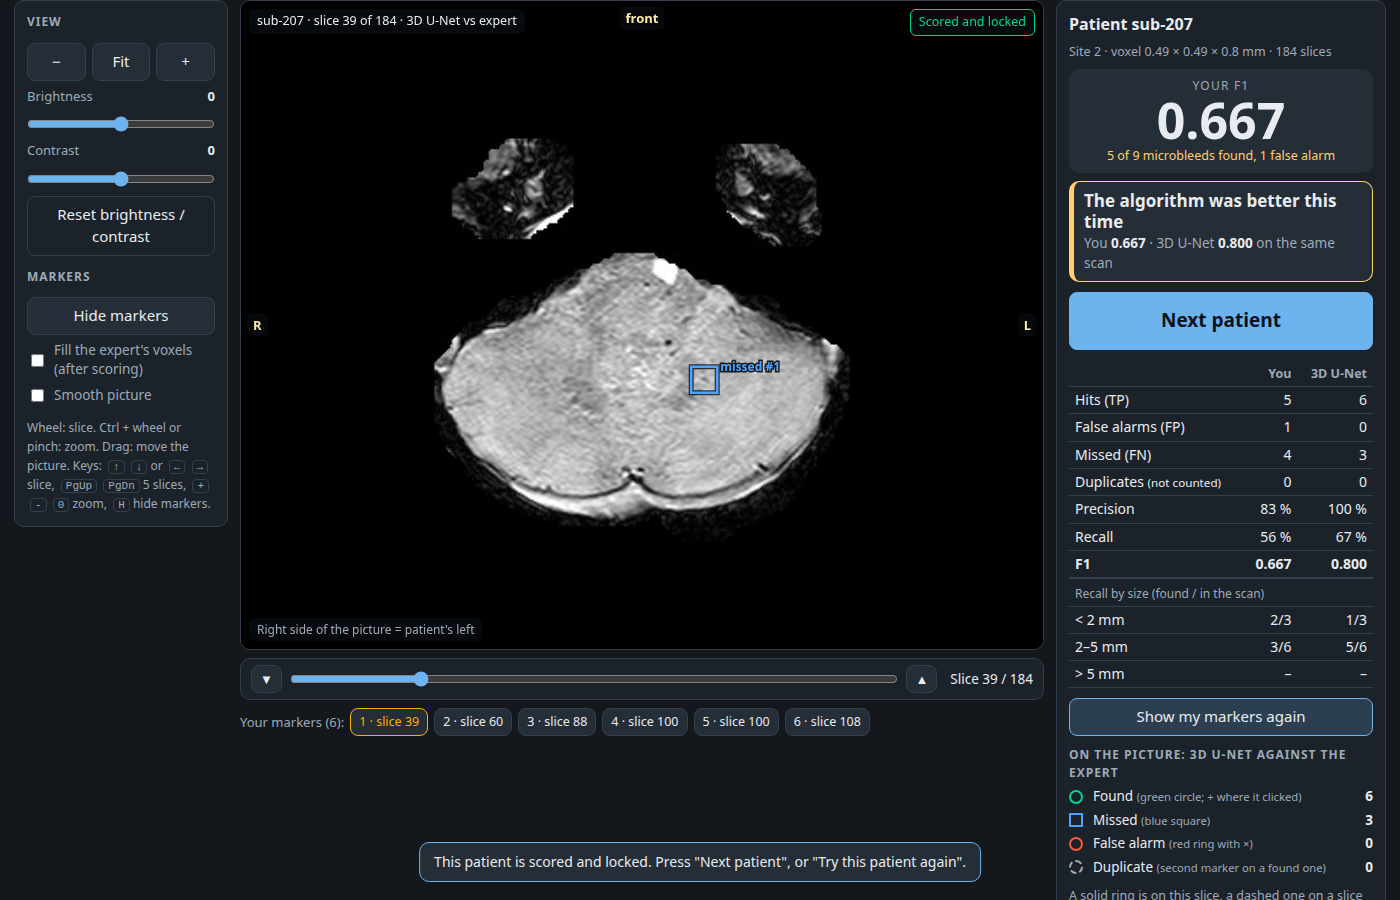 VIEW
−
Fit
+
Brightness 0
Contrast 0
Reset brightness /
contrast
MARKERS
Hide markers
Fill the expert's voxels
(after scoring)
Smooth picture
Wheel: slice. Ctrl + wheel or
pinch: zoom. Drag: move the
picture. Keys: ↑ ↓ or ← →
slice, PgUp PgDn 5 slices, +
- 0 zoom, H hide markers.
sub-207 · slice 39 of 184 · 3D U-Net vs expert
front
Scored and locked
R
L
missed #1
Right side of the picture = patient's left
▼
▲
Slice 39 / 184
Your markers (6): 1 · slice 39 2 · slice 60 3 · slice 88 4 · slice 100 5 · slice 100 6 · slice 108
This patient is scored and locked. Press "Next patient", or "Try this patient again".
Patient sub-207
Site 2 · voxel 0.49 × 0.49 × 0.8 mm · 184 slices
YOUR F1
0.667
5 of 9 microbleeds found, 1 false alarm
The algorithm was better this
time
You 0.667 · 3D U-Net 0.800 on the same
scan
Next patient
You 3D U-Net
Hits (TP) 5 6
False alarms (FP) 1 0
Missed (FN) 4 3
Duplicates (not counted) 0 0
Precision 83 % 100 %
Recall 56 % 67 %
F1 0.667 0.800
Recall by size (found / in the scan)
< 2 mm 2/3 1/3
2–5 mm 3/6 5/6
> 5 mm – –
Show my markers again
ON THE PICTURE: 3D U-NET AGAINST THE
EXPERT
Found (green circle; + where it clicked) 6
Missed (blue square) 3
False alarm (red ring with ×) 0
Duplicate (second marker on a found one) 0
A solid ring is on this slice, a dashed one on a slice